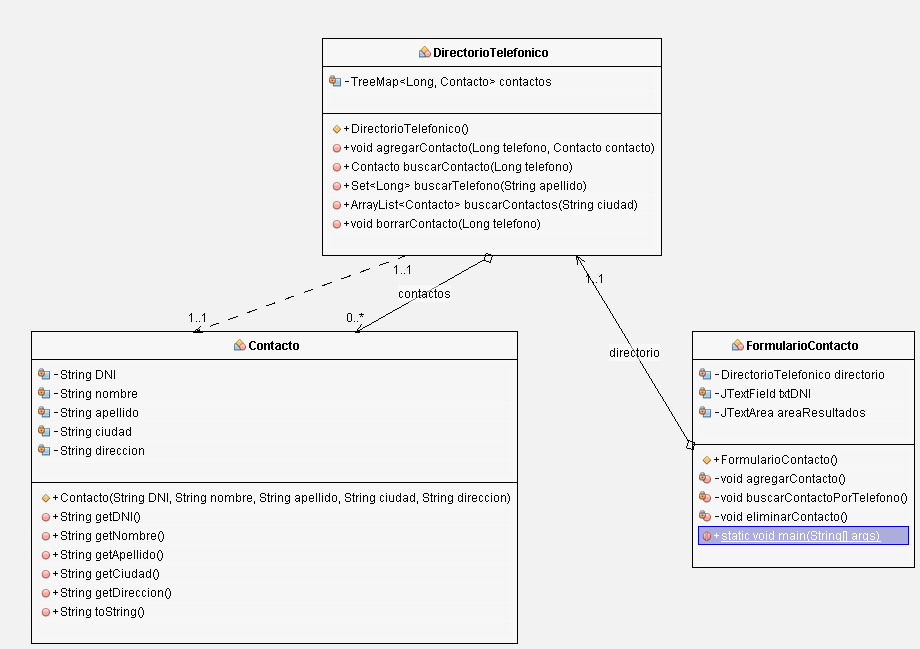 DirectorioTelefonico
-TreeMap<Long, Contacto> contactos
+DirectorioTelefonico()
+void agregarContacto(Long telefono, Contacto contacto)
+Contacto buscarContacto(Long telefono)
+Set<Long> buscarTelefono(String apellido)
+ArrayList<Contacto> buscarContactos(String ciudad)
+void borrarContacto(Long telefono)
1..1
1..1
contactos
0..*
1..1
directorio
Contacto
-String DNI
-String nombre
-String apellido
-String ciudad
-String direccion
+Contacto(String DNI, String nombre, String apellido, String ciudad, String direccion)
+String getDNI()
+String getNombre()
+String getApellido()
+String getCiudad()
+String getDireccion()
+String toString()
FormularioContacto
-DirectorioTelefonico directorio
-JTextField txtDNI
-JTextArea areaResultados
+FormularioContacto()
-void agregarContacto()
-void buscarContactoPorTelefono()
-void eliminarContacto()
+static void main(String[] args)